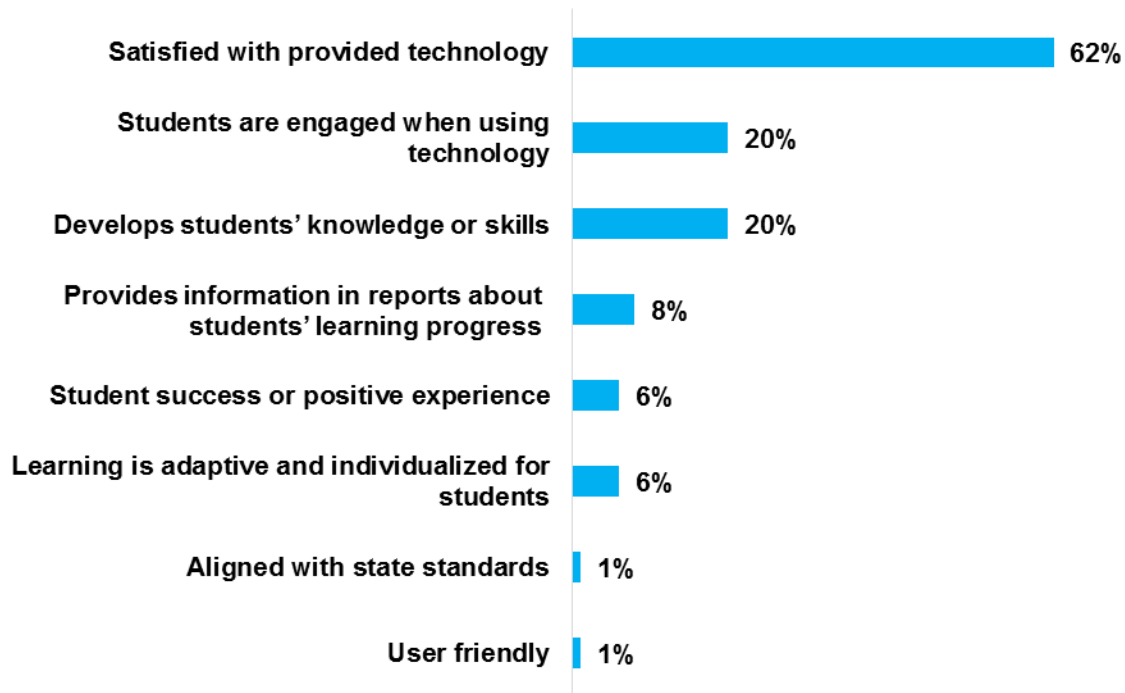 Satisfied with provided technology 62%
Students are engaged when using
technology 20%
Develops students’ knowledge or skills 20%
Provides information in reports about
students’ learning progress 8%
Student success or positive experience 6%
Learning is adaptive and individualized for
students 6%
Aligned with state standards 1%
User friendly 1%